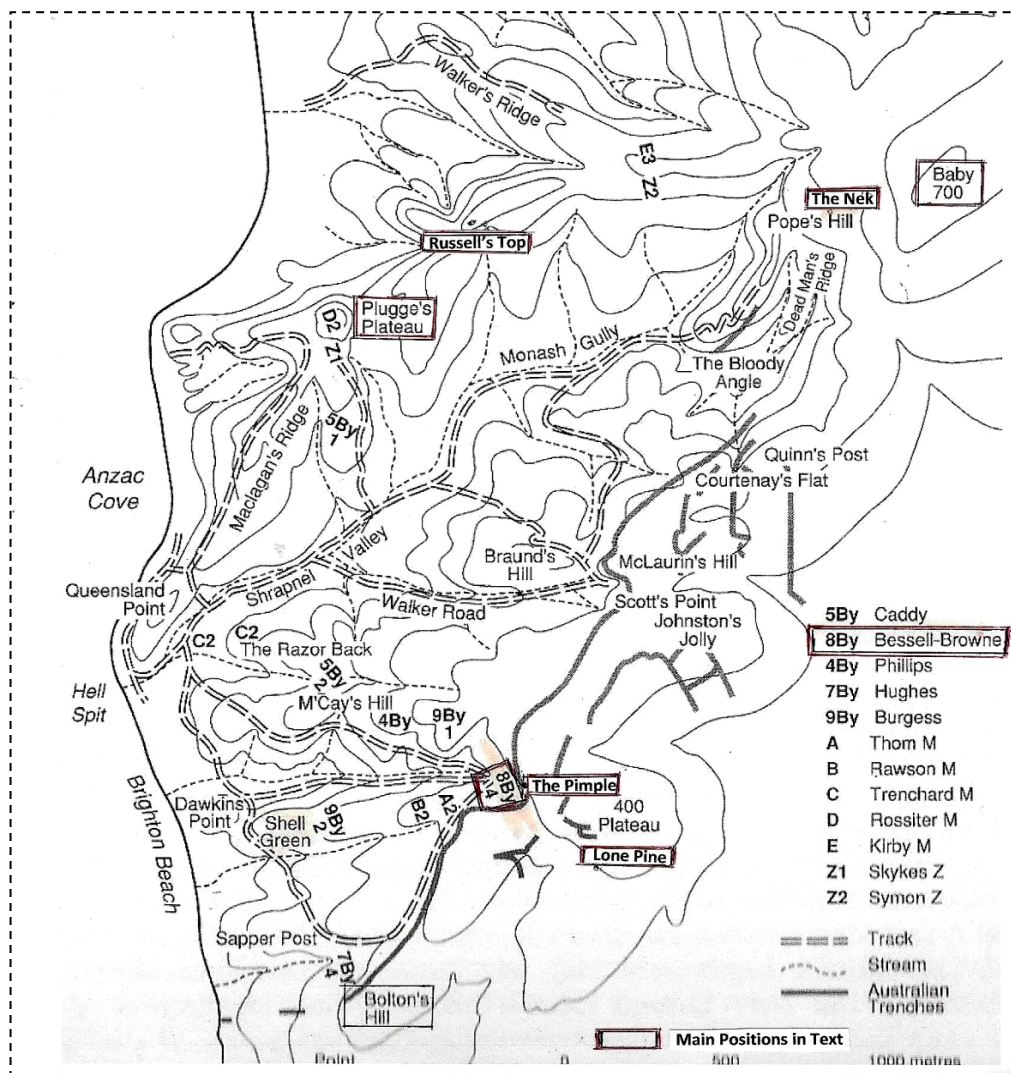 Walker's Ridge
E3
Z2
Baby
700
The Nek
Pope's Hill
Russell's Top
Dead Man's
Ridge
D2
Plugge's
Plateau
Z1
Monash Gully
The Bloody
Angle
5By
1
Maclagan's Ridge
Anzac
Cove
Quinn's Post
Courtenay's Flat
Braund's
Hill
McLaurin's Hill
Shrapnel Valley
Queensland
Point
Walker Road
Scott's Point
Johnston's
Jolly
C2
C2
The Razor Back
5By
2
Hell
Spit
M'Cay's Hill
4By
9By
1
8By
4
The Pimple
A2
B2
9By
2
400
Plateau
Dawkins
Point
Shell
Green
Lone Pine
Brighton Beach
Sapper Post
7By
4
Bolton's
Hill
5By Caddy
8By Bessell-Browne
4By Phillips
7By Hughes
9By Burgess
A Thom M
B Rawson M
C Trenchard M
D Rossiter M
E Kirby M
Z1 Skykes Z
Z2 Symon Z
Track
Stream
Australian
Trenches
Main Positions in Text
Point
0 500 1000 metres